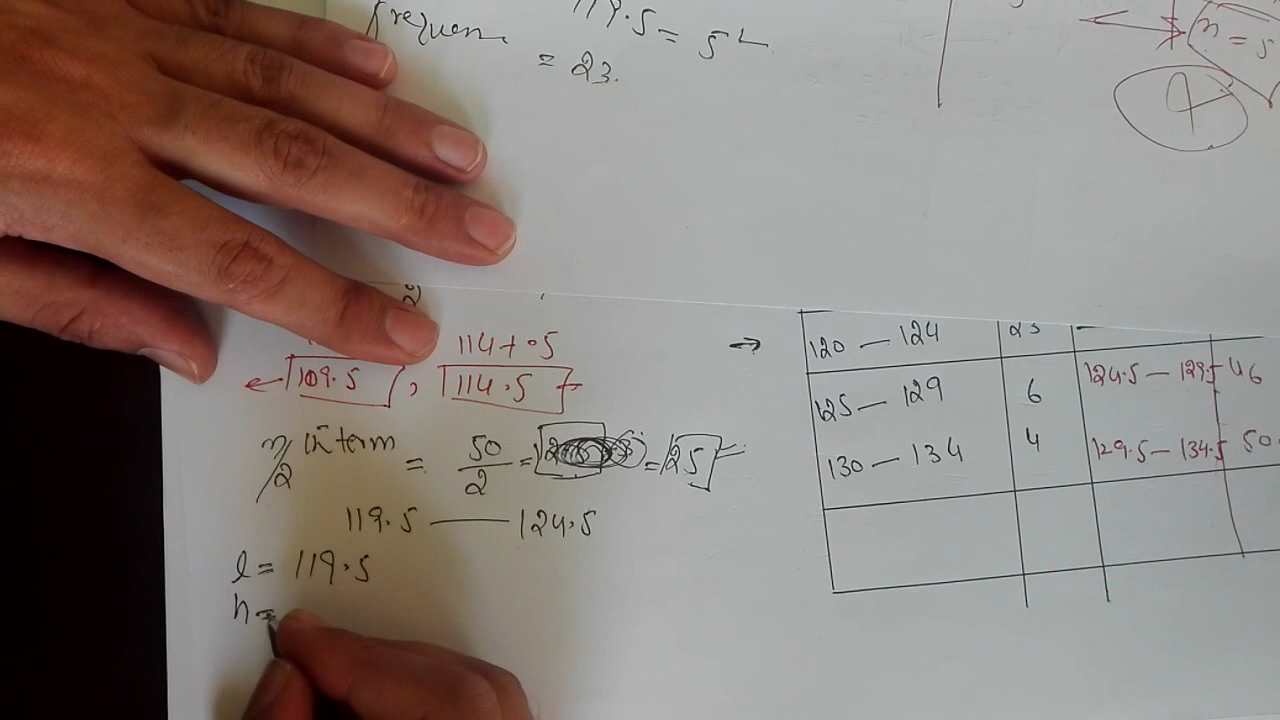 119.5 = 5
= 23.
n = 5
114 + .5
109.5 , 114.5
n/2 th term = 50/2 = = 25
119.5 — 124.5
l = 119.5
h =
120 — 124
125 — 129 6 124.5 — 129.5 46
130 — 134 4 129.5 — 134.5 50